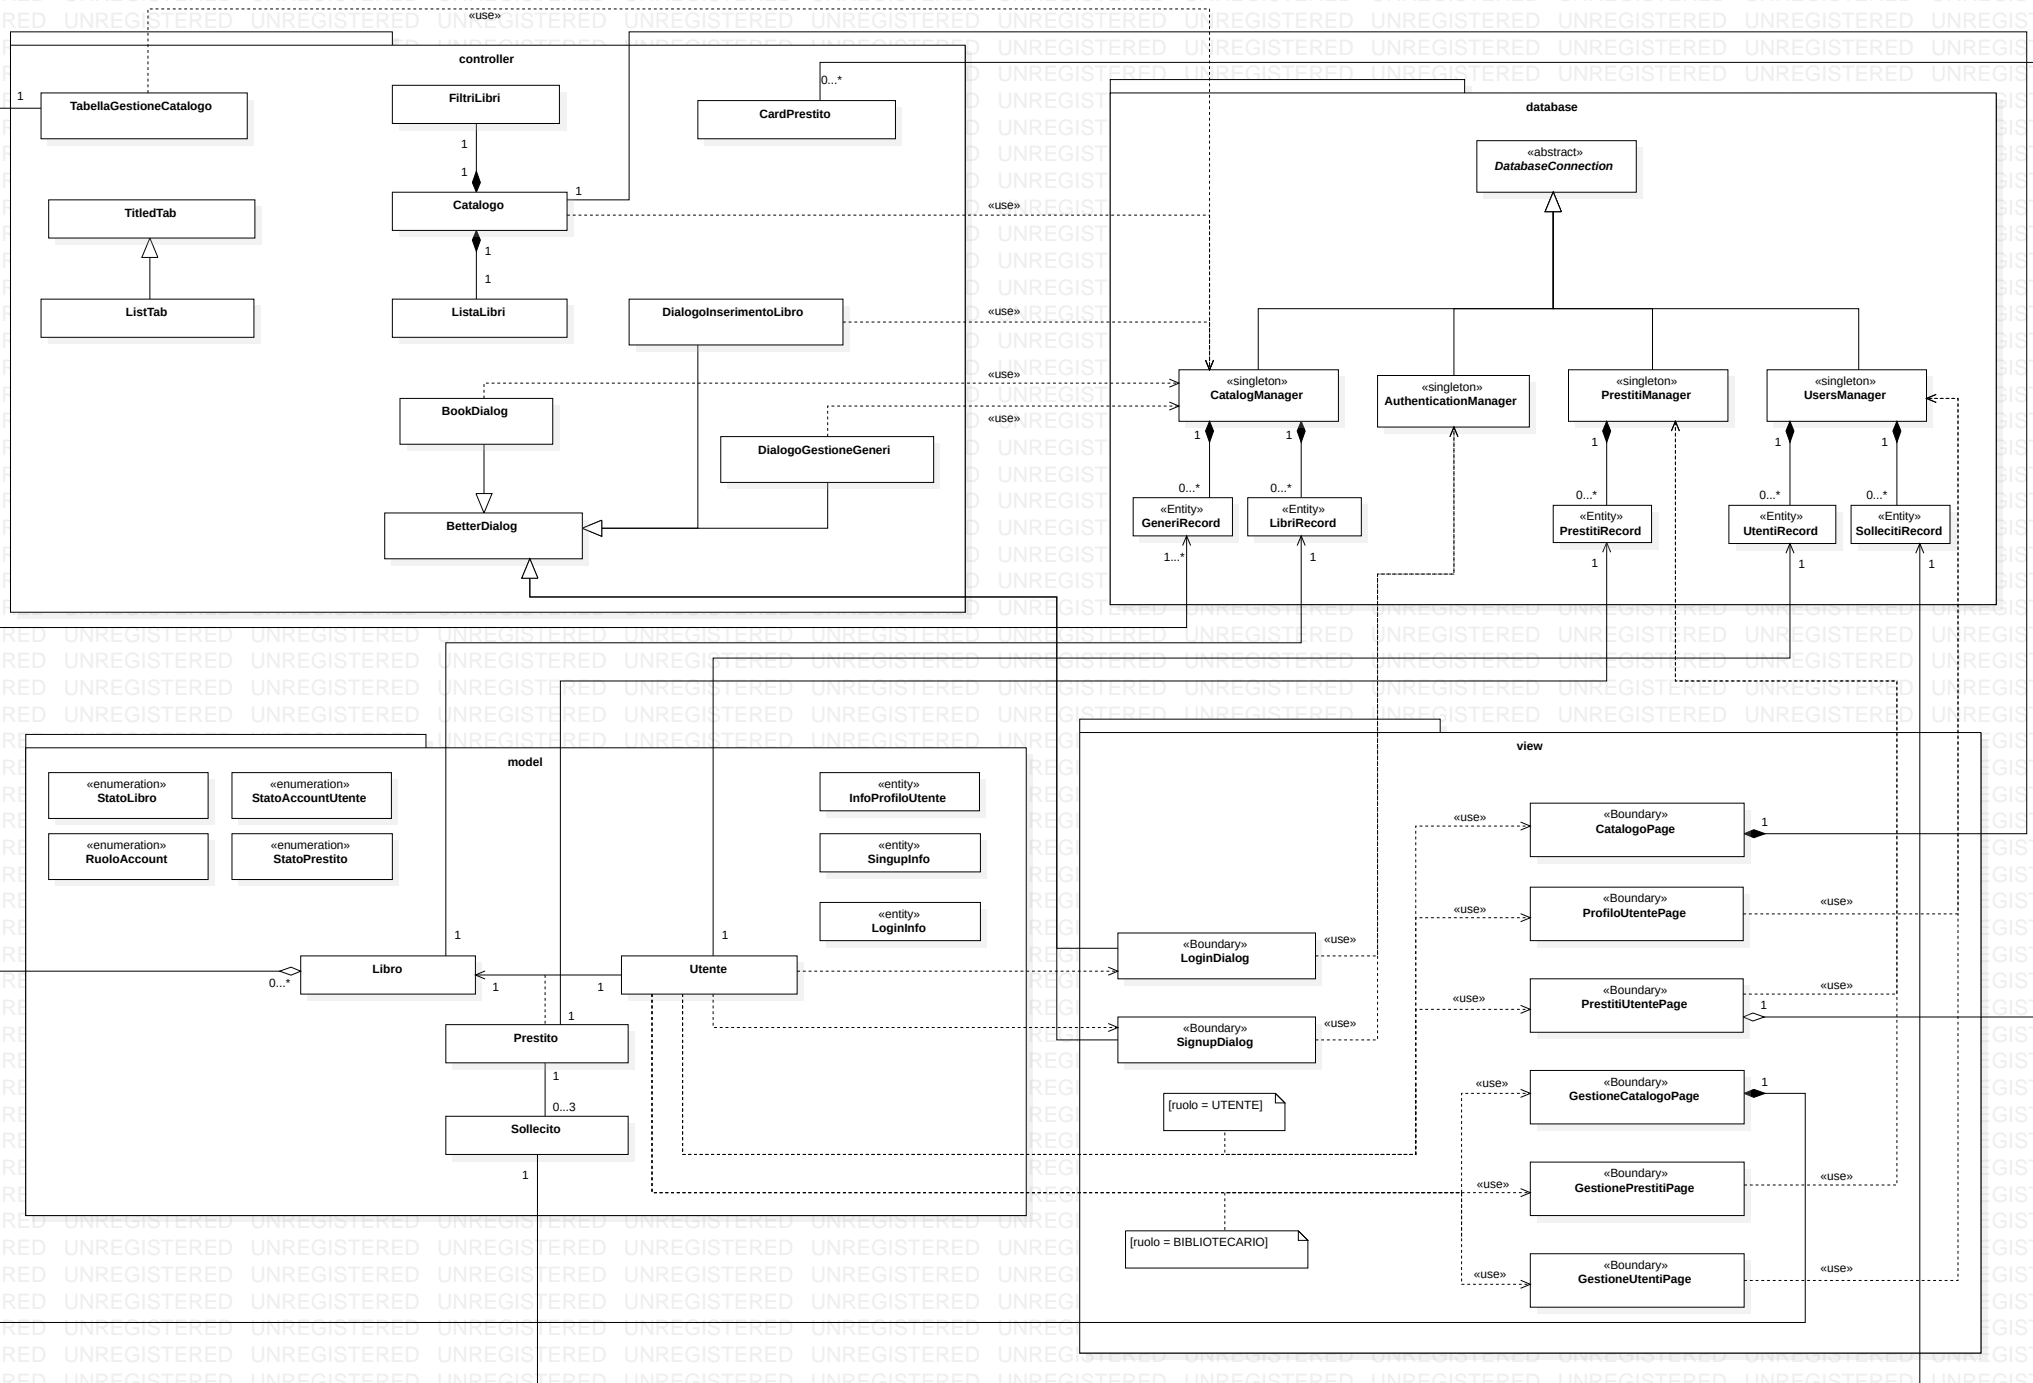 «use»
controller
1
TabellaGestioneCatalogo
FiltriLibri
0...*
CardPrestito
1
1
TitledTab
Catalogo
1
«use»
1
1
ListTab
ListaLibri
DialogoInserimentoLibro
«use»
«use»
BookDialog
«use»
DialogoGestioneGeneri
BetterDialog
database
«abstract»
DatabaseConnection
«singleton»
CatalogManager
«singleton»
AuthenticationManager
«singleton»
PrestitiManager
«singleton»
UsersManager
1
1
1
1
1
0...*
0...*
0...*
0...*
0...*
«Entity»
GeneriRecord
«Entity»
LibriRecord
«Entity»
PrestitiRecord
«Entity»
UtentiRecord
«Entity»
SollecitiRecord
1...*
1
1
1
1
model
«enumeration»
StatoLibro
«enumeration»
StatoAccountUtente
«entity»
InfoProfiloUtente
«enumeration»
RuoloAccount
«enumeration»
StatoPrestito
«entity»
SingupInfo
«entity»
LoginInfo
1
1
Libro
Utente
0...*
1
1
1
Prestito
1
0...3
Sollecito
1
view
«use»
«Boundary»
CatalogoPage
1
«use»
«Boundary»
ProfiloUtentePage
«use»
«Boundary»
LoginDialog
«use»
«use»
«Boundary»
PrestitiUtentePage
«use»
1
«Boundary»
SignupDialog
«use»
«use»
«Boundary»
GestioneCatalogoPage
1
[ruolo = UTENTE]
«use»
«Boundary»
GestionePrestitiPage
«use»
[ruolo = BIBLIOTECARIO]
«use»
«Boundary»
GestioneUtentiPage
«use»
UNREGISTERED